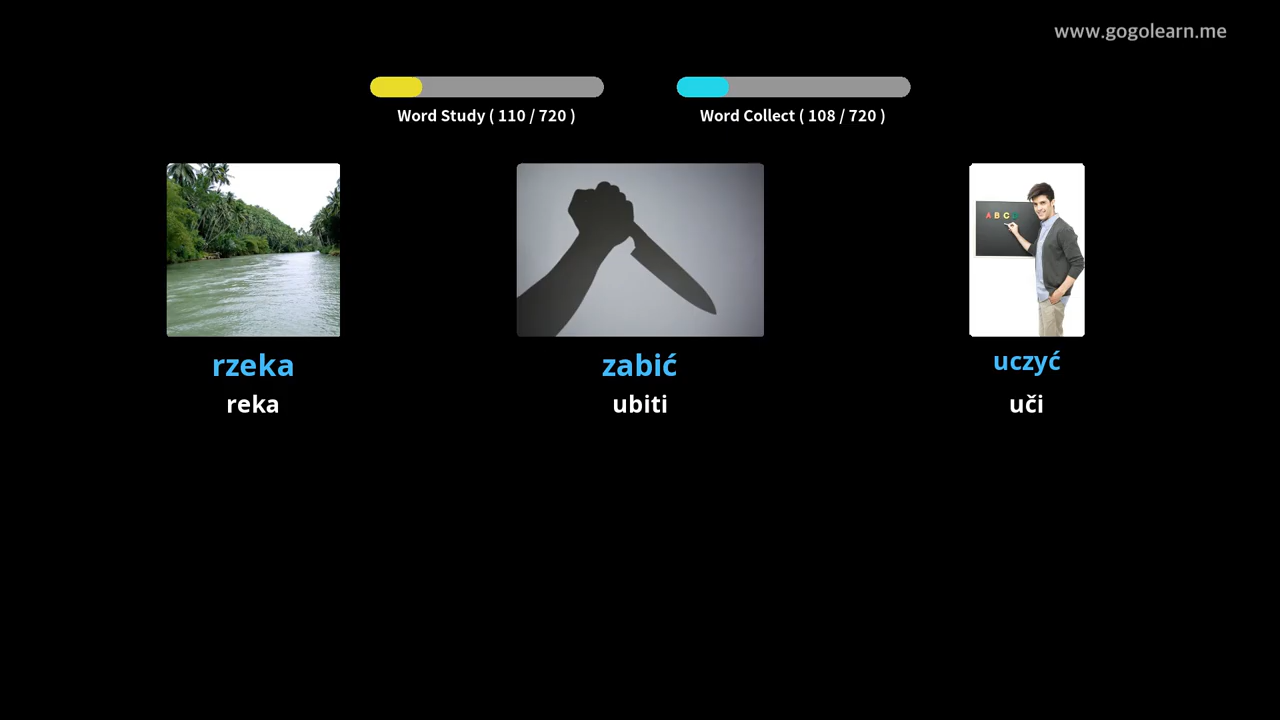 www.gogolearn.me
Word Study ( 110 / 720 )
Word Collect ( 108 / 720 )
A B C
rzeka
zabić
uczyć
reka
ubiti
uči